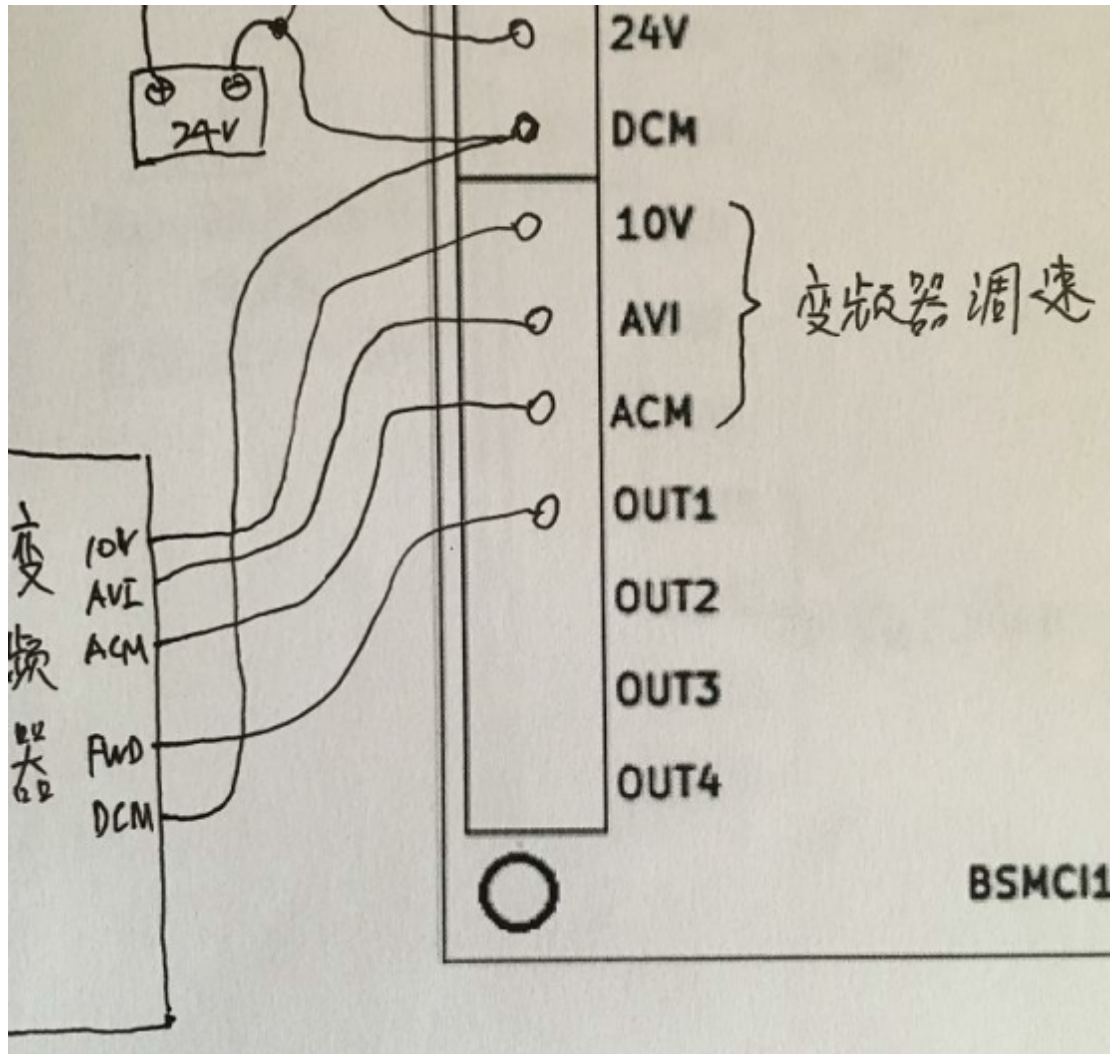 24V
DCM
10V
AVI
ACM
OUT1
OUT2
OUT3
OUT4
BSMCI1
变频器调速
+ -
24V
变频器
10V
AVI
ACM
FWD
DCM